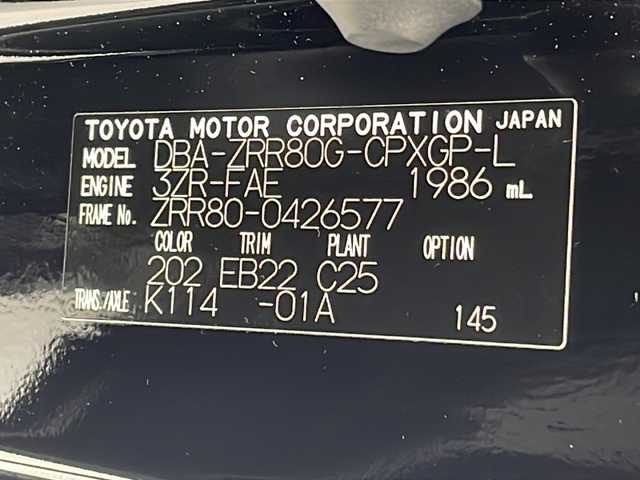 TOYOTA MOTOR CORPORATION JAPAN
MODEL DBA-ZRR80G-CPXGP-L
ENGINE 3ZR-FAE 1986 mL
FRAME No. ZRR80-0426577
COLOR TRIM PLANT OPTION
202 EB22 C25
TRANS./AXLE K114 -01A 145